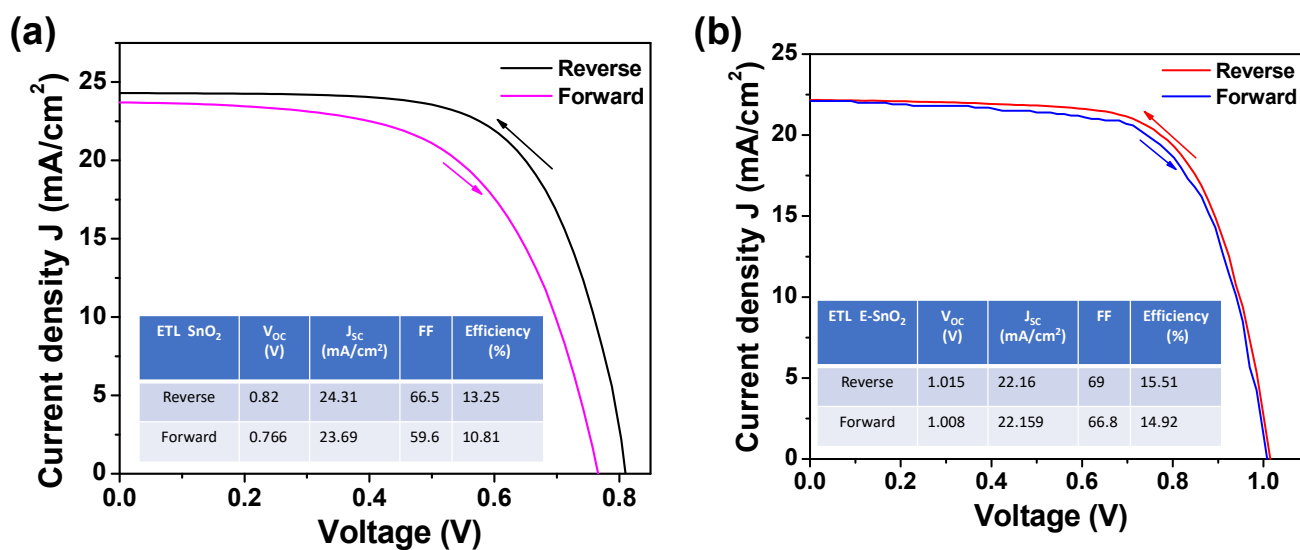 (a)
Current density J (mA/cm²)
25
20
15
10
5
0
0.0 0.2 0.4 0.6 0.8
Voltage (V)
Reverse
Forward
ETL SnO₂ V_OC (V) J_SC (mA/cm²) FF Efficiency (%)
Reverse 0.82 24.31 66.5 13.25
Forward 0.766 23.69 59.6 10.81
(b)
Current density J (mA/cm²)
25
20
15
10
5
0
0.0 0.2 0.4 0.6 0.8 1.0
Voltage (V)
Reverse
Forward
ETL E-SnO₂ V_OC (V) J_SC (mA/cm²) FF Efficiency (%)
Reverse 1.015 22.16 69 15.51
Forward 1.008 22.159 66.8 14.92